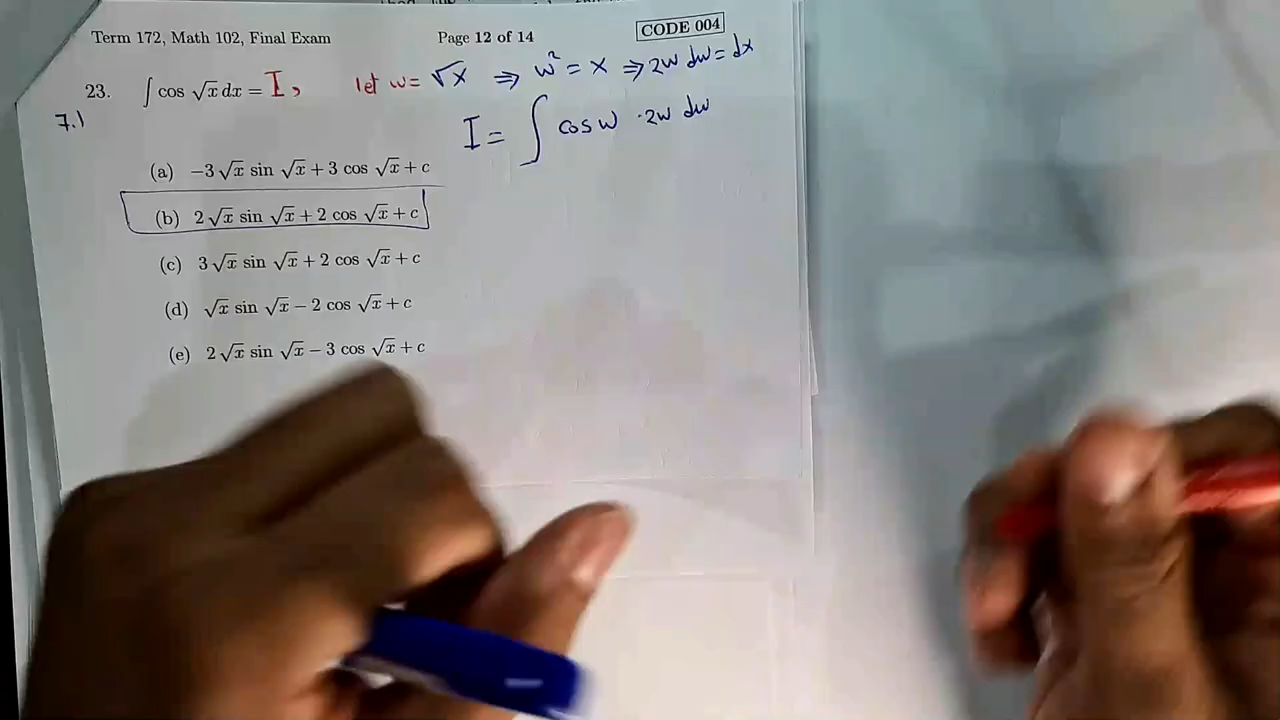 Term 172, Math 102, Final Exam Page 12 of 14 CODE 004
23. ∫ cos √x dx = I, let w = √x ⇒ w² = x ⇒ 2w dw = dx
7.1
I = ∫ cos w · 2w dw
(a) −3√x sin √x + 3 cos √x + c
(b) 2√x sin √x + 2 cos √x + c
(c) 3√x sin √x + 2 cos √x + c
(d) √x sin √x − 2 cos √x + c
(e) 2√x sin √x − 3 cos √x + c